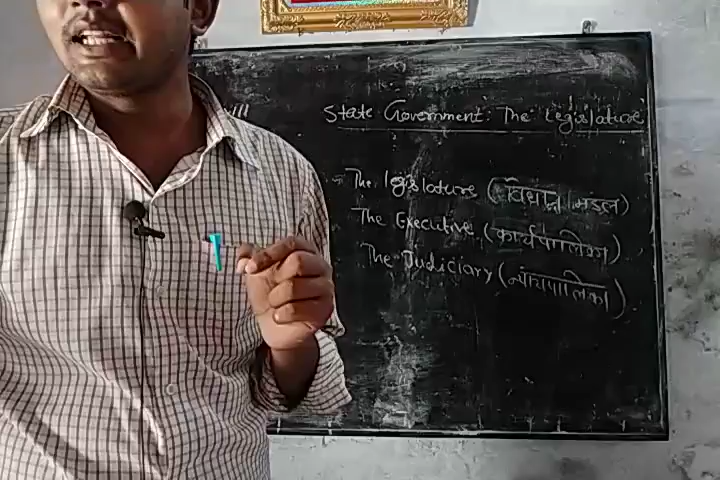 State Government: The Legislature
The legislature (विधान मंडल)
The Executive (कार्यपालिका)
The Judiciary (न्यायपालिका)